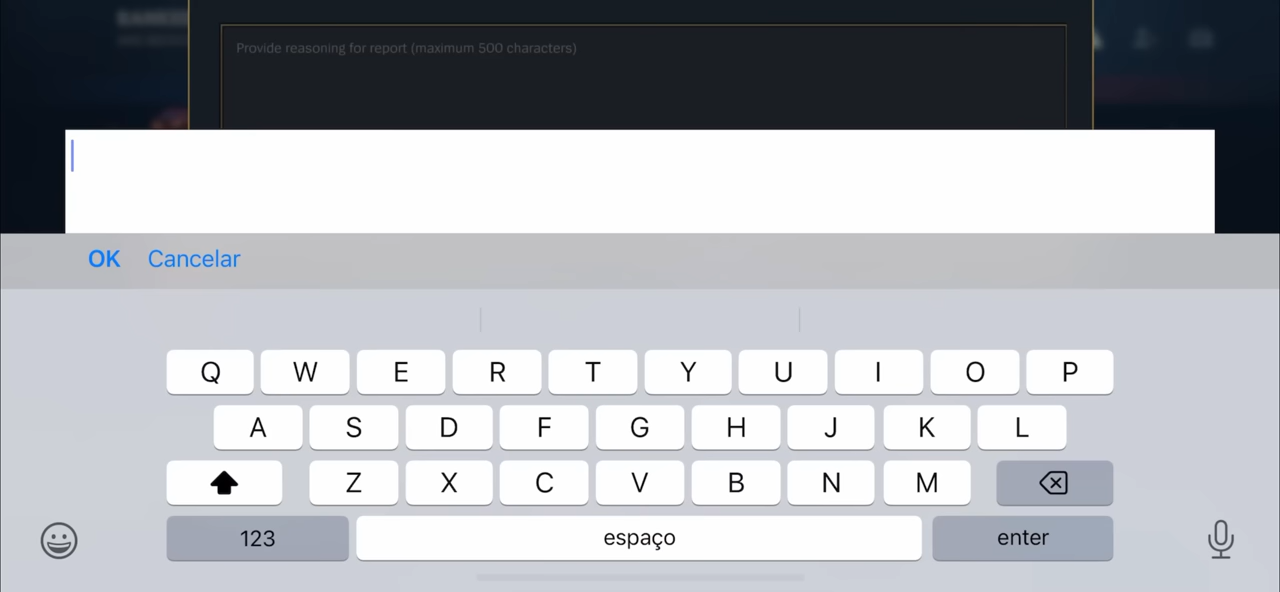 Provide reasoning for report (maximum 500 characters)
OK Cancelar
Q W E R T Y U I O P
A S D F G H J K L
Z X C V B N M
123 espaço enter